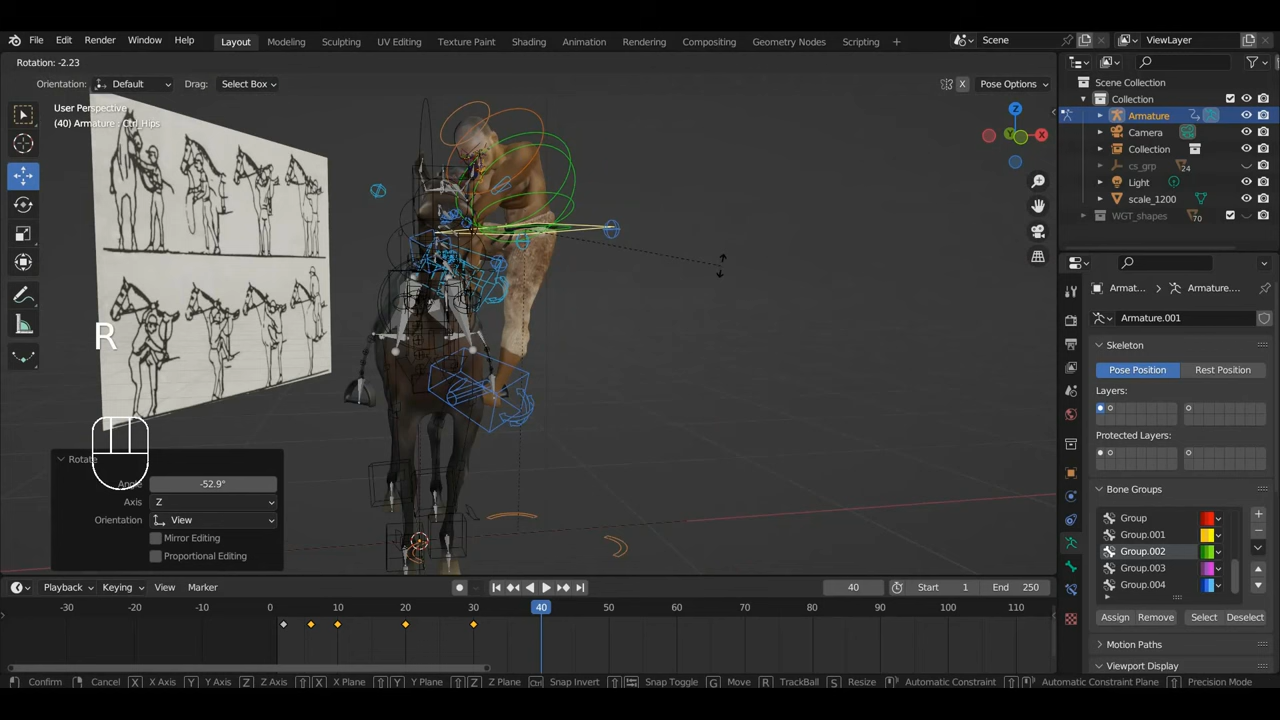 File Edit Render Window Help Layout Modeling Sculpting UV Editing Texture Paint Shading Animation Rendering Compositing Geometry Nodes Scripting + Scene ViewLayer
Rotation: -2.23
Orientation: Default Drag: Select Box X Pose Options
User Perspective
(40) Armature : Ctrl_Hips
Z
Y
X
R
Rotate
Angle -52.9°
Axis Z
Orientation View
Mirror Editing
Proportional Editing
Scene Collection
Collection
Armature
Camera
Collection
cs_grp 24
Light
scale_1200
WGT_shapes 70
Armat... > Armature....
Armature.001
Skeleton
Pose Position Rest Position
Layers:
Protected Layers:
Bone Groups
Group
Group.001
Group.002
Group.003
Group.004
Assign Remove Select Deselect
Motion Paths
Viewport Display
Playback Keying View Marker 40 Start 1 End 250
-30 -20 -10 0 10 20 30 40 50 60 70 80 90 100 110
Confirm Cancel X X Axis Y Y Axis Z Z Axis X X Plane Y Y Plane Z Z Plane Ctrl Snap Invert Snap Toggle G Move R TrackBall S Resize Automatic Constraint Automatic Constraint Plane Precision Mode